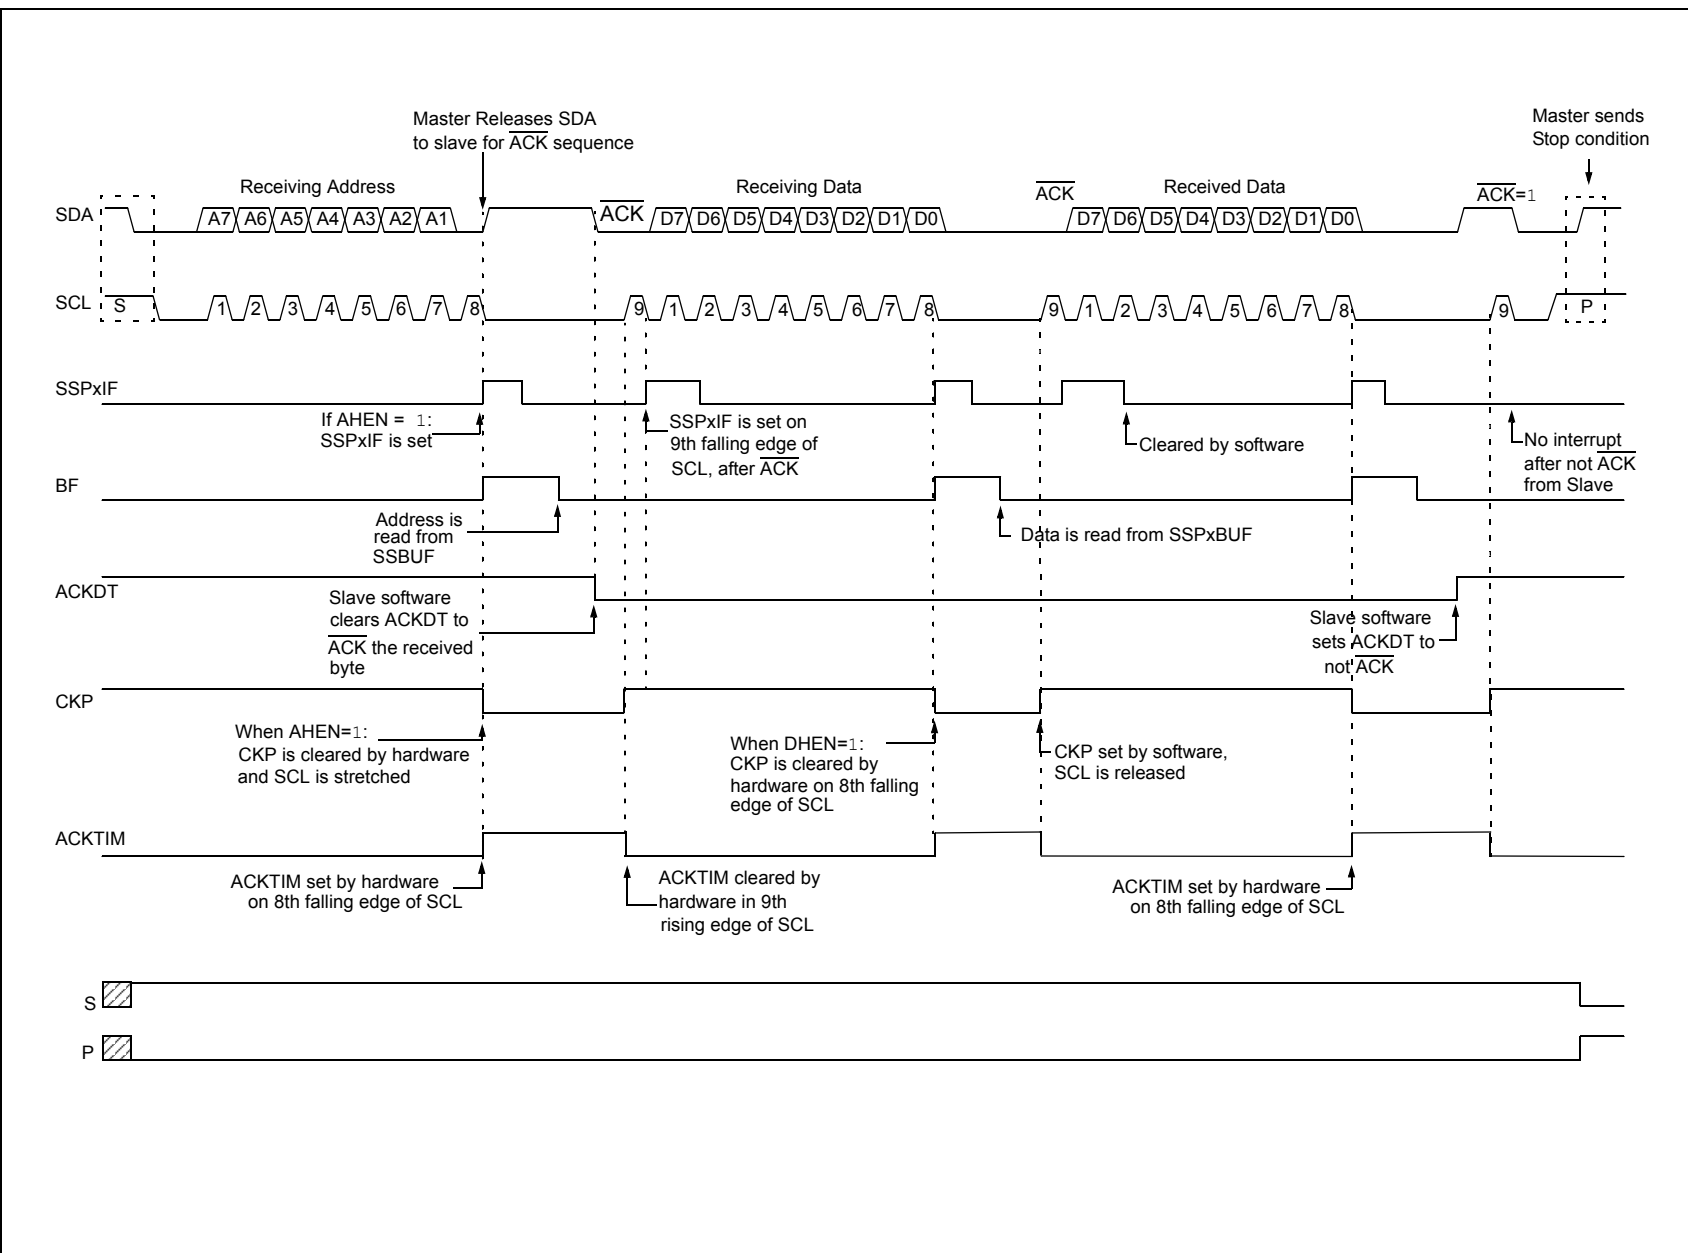 Master Releases SDA
to slave for ACK sequence
Master sends
Stop condition
Receiving Address
Receiving Data
ACK
Received Data
ACK=1
SDA
A7 A6 A5 A4 A3 A2 A1
ACK
D7 D6 D5 D4 D3 D2 D1 D0
D7 D6 D5 D4 D3 D2 D1 D0
SCL
S
1 2 3 4 5 6 7 8
9 1 2 3 4 5 6 7 8
9 1 2 3 4 5 6 7 8
9
P
SSPxIF
If AHEN = 1:
SSPxIF is set
SSPxIF is set on
9th falling edge of
SCL, after ACK
Cleared by software
No interrupt
after not ACK
from Slave
BF
Address is
read from
SSBUF
Data is read from SSPxBUF
ACKDT
Slave software
clears ACKDT to
ACK the received
byte
Slave software
sets ACKDT to
not ACK
CKP
When AHEN=1:
CKP is cleared by hardware
and SCL is stretched
When DHEN=1:
CKP is cleared by
hardware on 8th falling
edge of SCL
CKP set by software,
SCL is released
ACKTIM
ACKTIM set by hardware
on 8th falling edge of SCL
ACKTIM cleared by
hardware in 9th
rising edge of SCL
ACKTIM set by hardware
on 8th falling edge of SCL
S
P